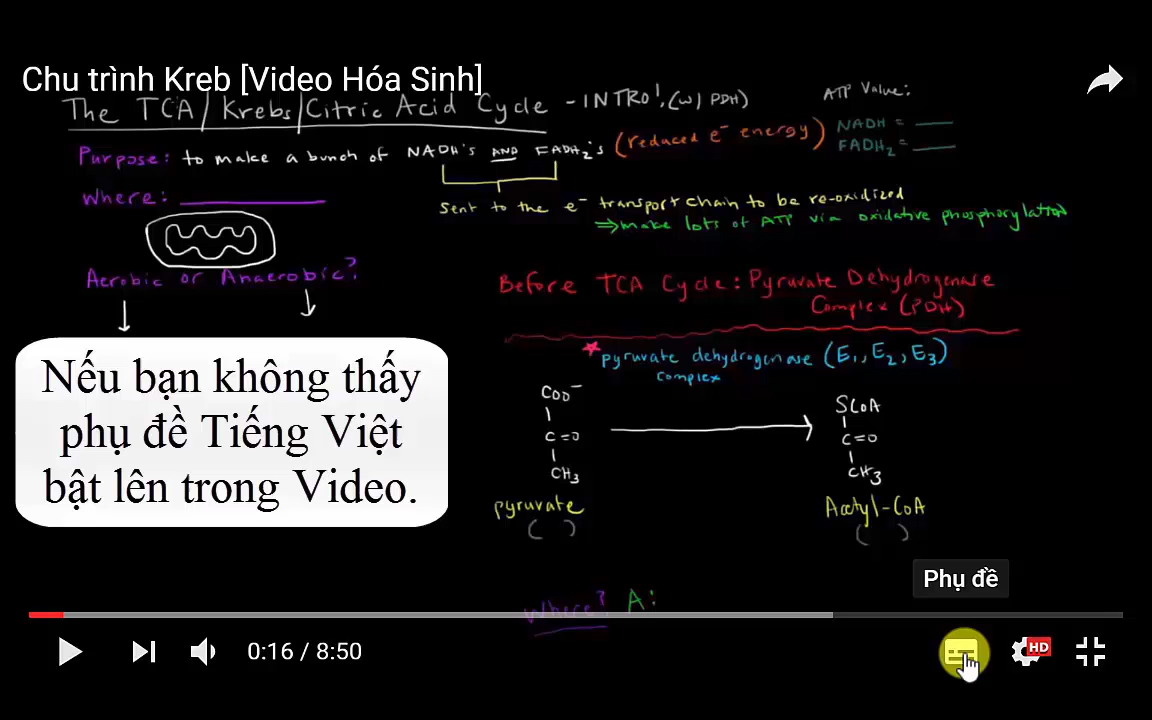 Chu trình Kreb [Video Hóa Sinh]
The TCA/Krebs/Citric Acid Cycle - INTRO! (w/ PDH)
ATP Value:
NADH = ____
FADH₂ = ____
Purpose: to make a bunch of NADH's AND FADH₂'s (reduced e⁻ energy)
Where: ____
Sent to the e⁻ transport chain to be re-oxidized
⇒ make lots of ATP via oxidative phosphorylation
Aerobic or Anaerobic?
Before TCA Cycle: Pyruvate Dehydrogenase
Complex (PDH)
* pyruvate dehydrogenase (E₁, E₂, E₃)
complex
Nếu bạn không thấy
phụ đề Tiếng Việt
bật lên trong Video.
COO⁻
C=O
CH₃
pyruvate
( )
SCoA
C=O
CH₃
Acetyl-CoA
( )
Phụ đề
Where? A:
0:16 / 8:50
HD